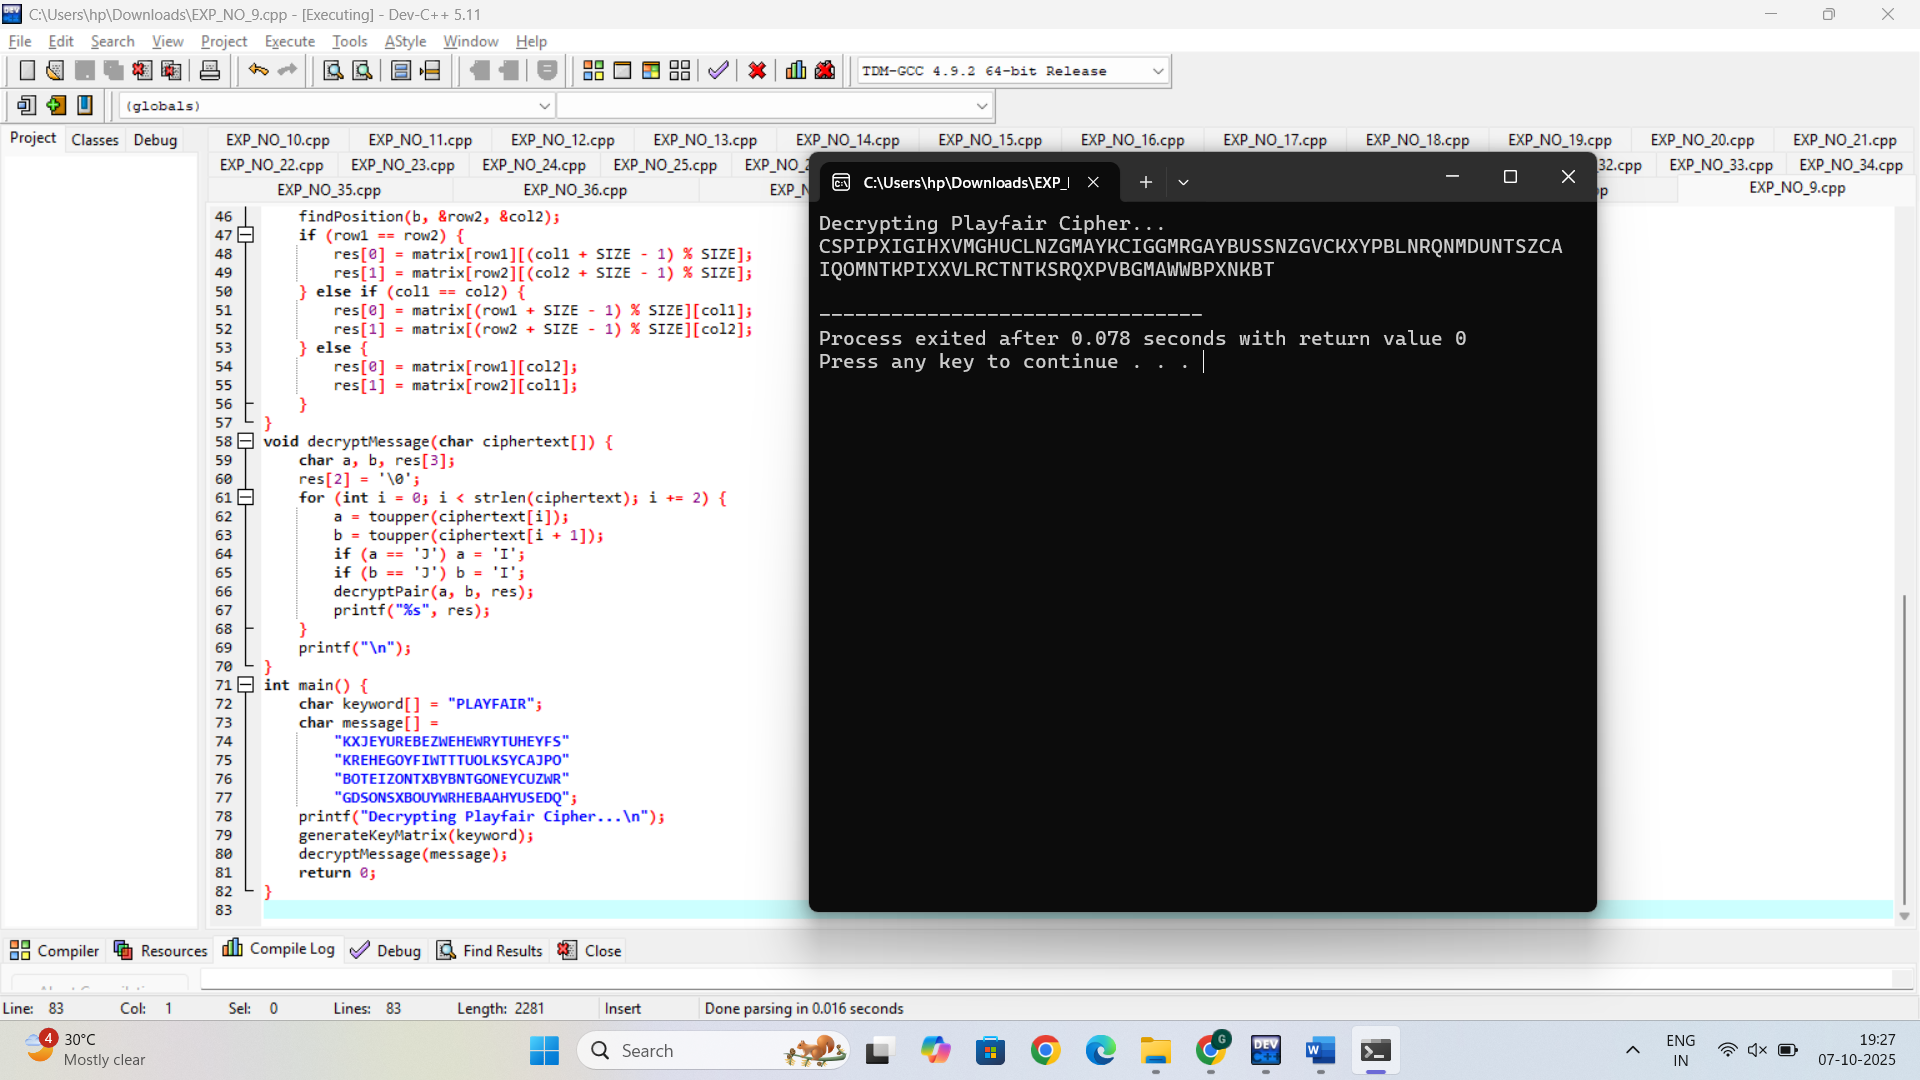 C:\Users\hp\Downloads\EXP_NO_9.cpp - [Executing] - Dev-C++ 5.11
File Edit Search View Project Execute Tools AStyle Window Help
TDM-GCC 4.9.2 64-bit Release
(globals)
Project Classes Debug
EXP_NO_10.cpp EXP_NO_11.cpp EXP_NO_12.cpp EXP_NO_13.cpp EXP_NO_14.cpp EXP_NO_15.cpp EXP_NO_16.cpp EXP_NO_17.cpp EXP_NO_18.cpp EXP_NO_19.cpp EXP_NO_20.cpp EXP_NO_21.cpp
EXP_NO_22.cpp EXP_NO_23.cpp EXP_NO_24.cpp EXP_NO_25.cpp EXP_NO_2 32.cpp EXP_NO_33.cpp EXP_NO_34.cpp
EXP_NO_35.cpp EXP_NO_36.cpp EXP_N p EXP_NO_9.cpp
46 findPosition(b, &row2, &col2);
47 if (row1 == row2) {
48 res[0] = matrix[row1][(col1 + SIZE - 1) % SIZE];
49 res[1] = matrix[row2][(col2 + SIZE - 1) % SIZE];
50 } else if (col1 == col2) {
51 res[0] = matrix[(row1 + SIZE - 1) % SIZE][col1];
52 res[1] = matrix[(row2 + SIZE - 1) % SIZE][col2];
53 } else {
54 res[0] = matrix[row1][col2];
55 res[1] = matrix[row2][col1];
56 }
57 }
58 void decryptMessage(char ciphertext[]) {
59 char a, b, res[3];
60 res[2] = '\0';
61 for (int i = 0; i < strlen(ciphertext); i += 2) {
62 a = toupper(ciphertext[i]);
63 b = toupper(ciphertext[i + 1]);
64 if (a == 'J') a = 'I';
65 if (b == 'J') b = 'I';
66 decryptPair(a, b, res);
67 printf("%s", res);
68 }
69 printf("\n");
70 }
71 int main() {
72 char keyword[] = "PLAYFAIR";
73 char message[] =
74 "KXJEYUREBEZWEHEWRYTUHEYFS"
75 "KREHEGOYFIWTTTUOLKSYCAJPO"
76 "BOTEIZONTXBYBNTGONEYCUZWR"
77 "GDSONSXBOUYWRHEBAAHYUSEDQ";
78 printf("Decrypting Playfair Cipher...\n");
79 generateKeyMatrix(keyword);
80 decryptMessage(message);
81 return 0;
82 }
83
C:\Users\hp\Downloads\EXP_I
Decrypting Playfair Cipher...
CSPIPXIGIHXVMGHUCLNZGMAYKCIGGMRGAYBUSSNZGVCKXYPBLNRQNMDUNTSZCA
IQOMNTKPIXXVLRCTNTKSRQXPVBGMAWWBPXNKBT
--------------------------------
Process exited after 0.078 seconds with return value 0
Press any key to continue . . .
Compiler Resources Compile Log Debug Find Results Close
Line: 83 Col: 1 Sel: 0 Lines: 83 Length: 2281 Insert Done parsing in 0.016 seconds
4 30°C
Mostly clear
Search
ENG
IN
19:27
07-10-2025